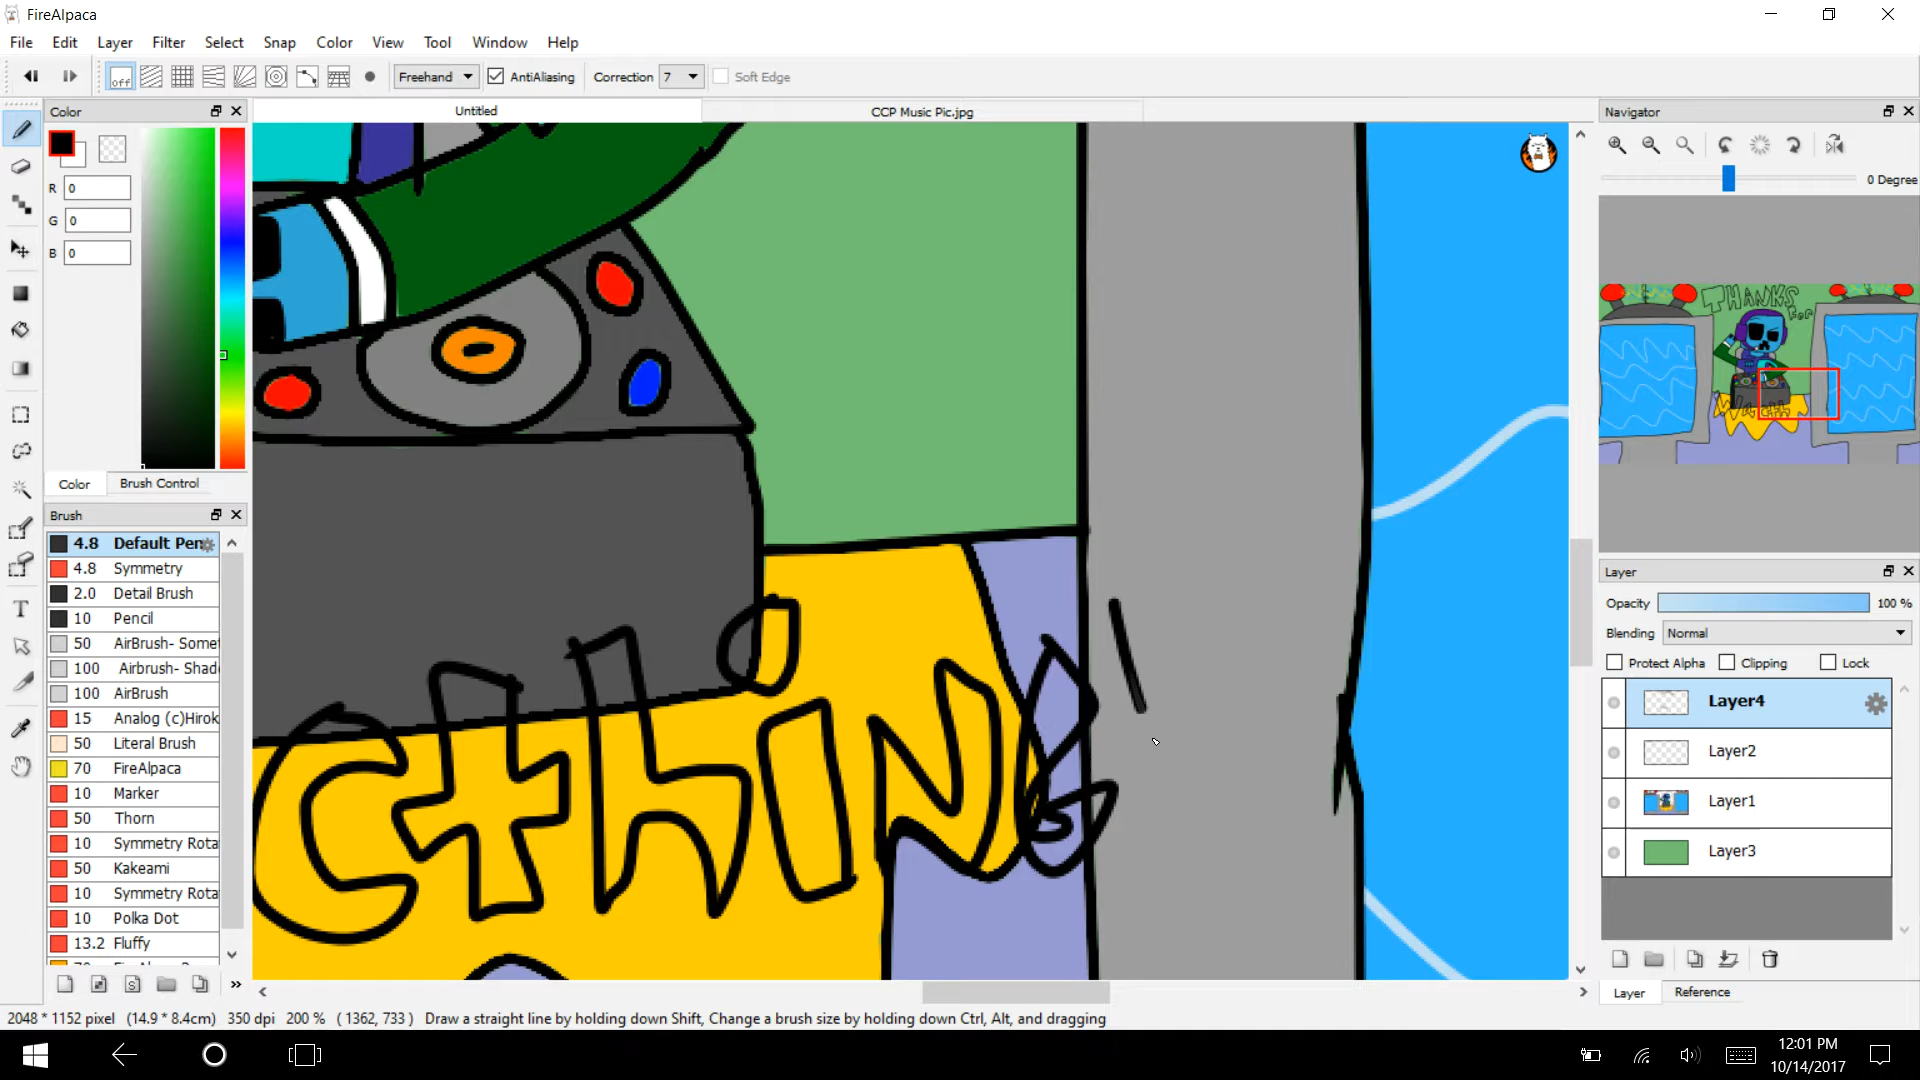 FireAlpaca
File Edit Layer Filter Select Snap Color View Tool Window Help
off Freehand AntiAliasing Correction 7 Soft Edge
Color
Untitled
CCP Music Pic.jpg
Navigator
R 0
G 0
B 0
0 Degree
THANKS
For
Color Brush Control
Brush
4.8 Default Pen
4.8 Symmetry
2.0 Detail Brush
10 Pencil
50 AirBrush- Somet
100 Airbrush- Shad
100 AirBrush
15 Analog (c)Hirok
50 Literal Brush
70 FireAlpaca
10 Marker
50 Thorn
10 Symmetry Rota
50 Kakeami
10 Symmetry Rota
10 Polka Dot
13.2 Fluffy
cthiNG
Layer
Opacity 100 %
Blending Normal
Protect Alpha Clipping Lock
Layer4
Layer2
Layer1
Layer3
Layer Reference
2048 * 1152 pixel (14.9 * 8.4cm) 350 dpi 200 % ( 1362, 733 ) Draw a straight line by holding down Shift, Change a brush size by holding down Ctrl, Alt, and dragging
12:01 PM
10/14/2017